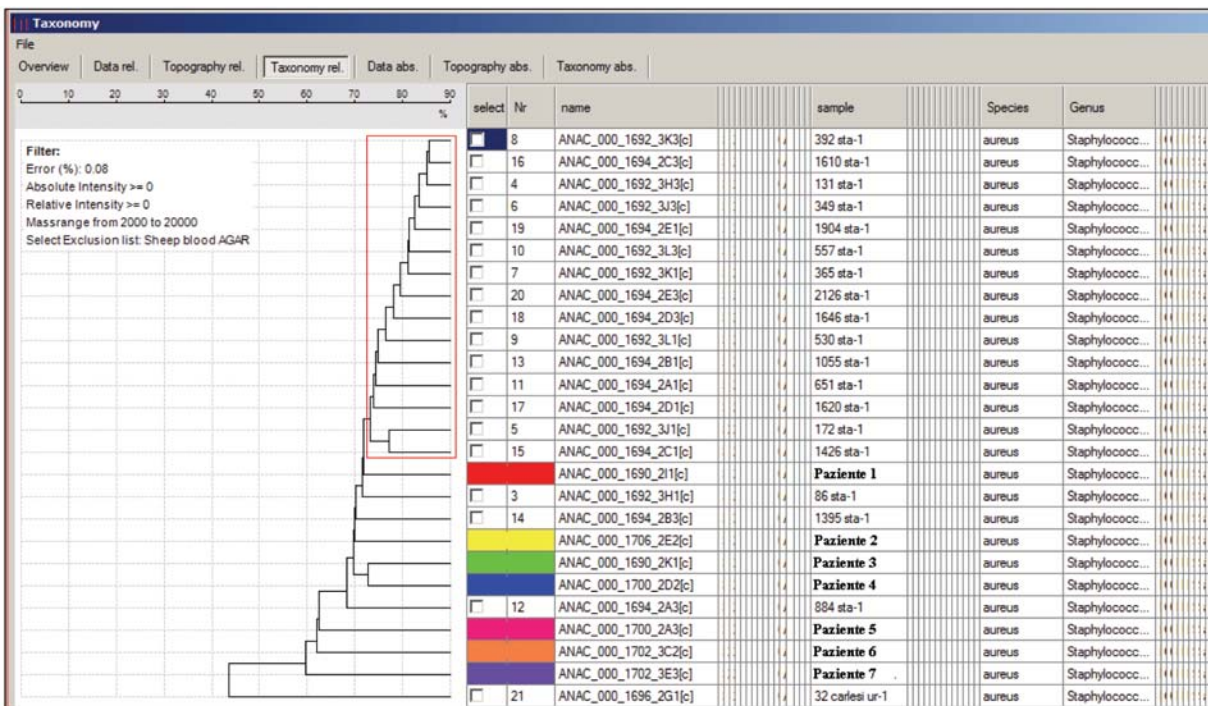 Taxonomy
File
Overview Data rel. Topography rel. Taxonomy rel. Data abs. Topography abs. Taxonomy abs.
0 10 20 30 40 50 60 70 80 90
%
select Nr name sample Species Genus
Filter:
Error (%): 0.08
Absolute Intensity >= 0
Relative Intensity >= 0
Massrange from 2000 to 20000
Select Exclusion list: Sheep blood AGAR
8 ANAC_000_1692_3K3[c] 392 sta-1 aureus Staphylococc...
16 ANAC_000_1694_2C3[c] 1610 sta-1 aureus Staphylococc...
4 ANAC_000_1692_3H3[c] 131 sta-1 aureus Staphylococc...
6 ANAC_000_1692_3J3[c] 349 sta-1 aureus Staphylococc...
19 ANAC_000_1694_2E1[c] 1904 sta-1 aureus Staphylococc...
10 ANAC_000_1692_3L3[c] 557 sta-1 aureus Staphylococc...
7 ANAC_000_1692_3K1[c] 365 sta-1 aureus Staphylococc...
20 ANAC_000_1694_2E3[c] 2126 sta-1 aureus Staphylococc...
18 ANAC_000_1694_2D3[c] 1646 sta-1 aureus Staphylococc...
9 ANAC_000_1692_3L1[c] 530 sta-1 aureus Staphylococc...
13 ANAC_000_1694_2B1[c] 1055 sta-1 aureus Staphylococc...
11 ANAC_000_1694_2A1[c] 651 sta-1 aureus Staphylococc...
17 ANAC_000_1694_2D1[c] 1620 sta-1 aureus Staphylococc...
5 ANAC_000_1692_3J1[c] 172 sta-1 aureus Staphylococc...
15 ANAC_000_1694_2C1[c] 1426 sta-1 aureus Staphylococc...
ANAC_000_1690_2I1[c] Paziente 1 aureus Staphylococc...
3 ANAC_000_1692_3H1[c] 86 sta-1 aureus Staphylococc...
14 ANAC_000_1694_2B3[c] 1395 sta-1 aureus Staphylococc...
ANAC_000_1706_2E2[c] Paziente 2 aureus Staphylococc...
ANAC_000_1690_2K1[c] Paziente 3 aureus Staphylococc...
ANAC_000_1700_2D2[c] Paziente 4 aureus Staphylococc...
12 ANAC_000_1694_2A3[c] 884 sta-1 aureus Staphylococc...
ANAC_000_1700_2A3[c] Paziente 5 aureus Staphylococc...
ANAC_000_1702_3C2[c] Paziente 6 aureus Staphylococc...
ANAC_000_1702_3E3[c] Paziente 7 aureus Staphylococc...
21 ANAC_000_1696_2G1[c] 32 carlesi ur-1 aureus Staphylococc...